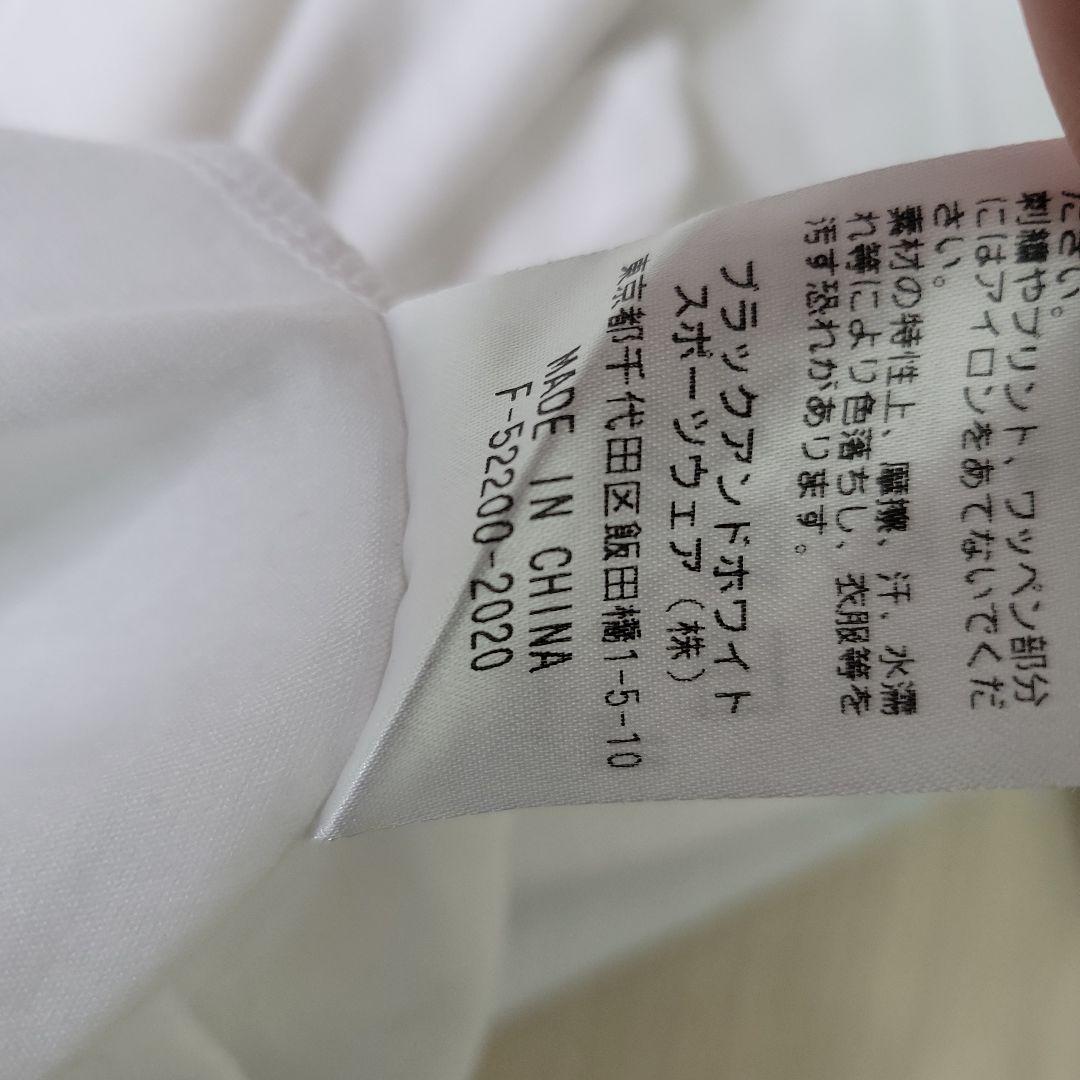 ださい。
刺繍やプリント、ワッペン部分
にはアイロンをあてないでくだ
さい。
素材の特性上、摩擦、汗、水濡
れ等により色落ちし、衣服等を
汚す恐れがあります。
ブラックアンドホワイト
スポーツウェア(株)
東京都千代田区飯田橋1-5-10
MADE IN CHINA
F-52200-2020